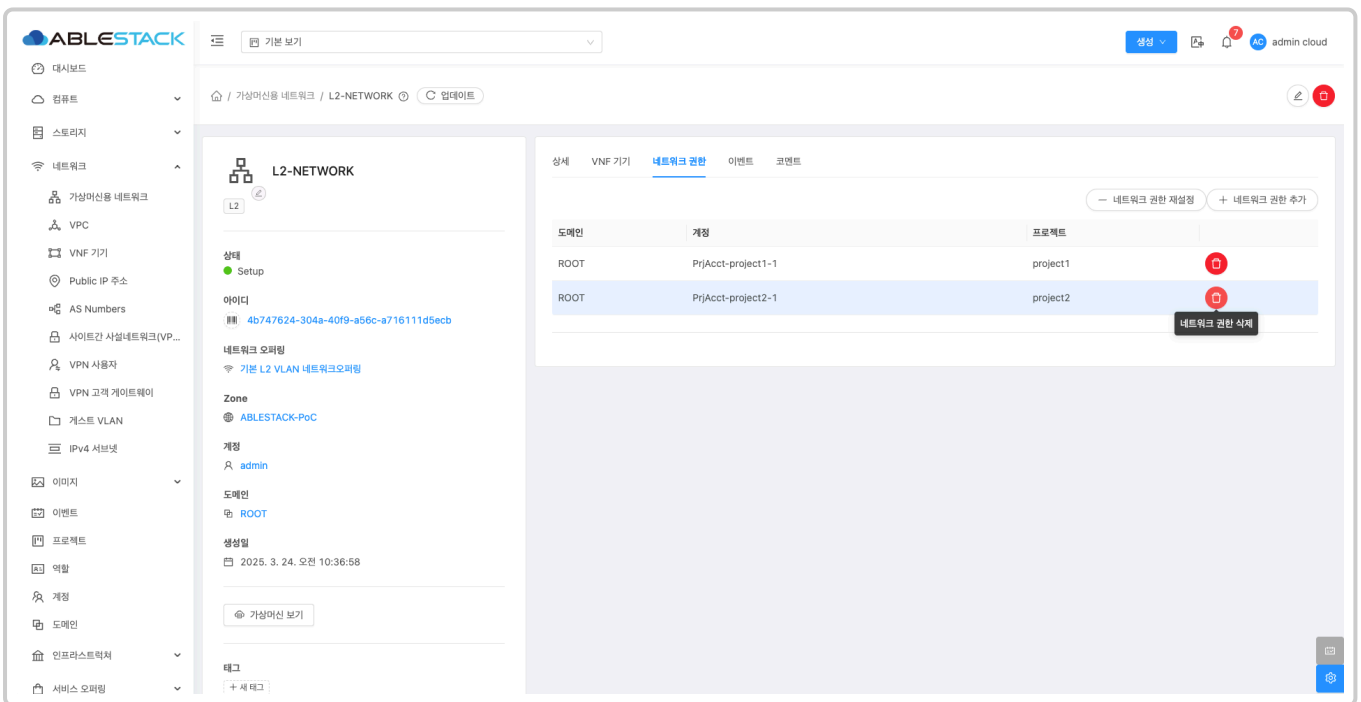 ABLESTACK
기본 보기
생성
7
AC
admin cloud
대시보드
컴퓨트
스토리지
네트워크
가상머신용 네트워크
VPC
VNF 기기
Public IP 주소
AS Numbers
사이트간 사설네트워크(VP...
VPN 사용자
VPN 고객 게이트웨이
게스트 VLAN
IPv4 서브넷
이미지
이벤트
프로젝트
역할
계정
도메인
인프라스트럭쳐
서비스 오퍼링
/ 가상머신용 네트워크 / L2-NETWORK
업데이트
L2-NETWORK
L2
상태
Setup
아이디
4b747624-304a-40f9-a56c-a716111d5ecb
네트워크 오퍼링
기본 L2 VLAN 네트워크오퍼링
Zone
ABLESTACK-PoC
계정
admin
도메인
ROOT
생성일
2025. 3. 24. 오전 10:36:58
가상머신 보기
태그
+ 새 태그
상세 VNF 기기 네트워크 권한 이벤트 코멘트
네트워크 권한 재설정
네트워크 권한 추가
도메인 계정 프로젝트
ROOT PrjAcct-project1-1 project1
ROOT PrjAcct-project2-1 project2
네트워크 권한 삭제